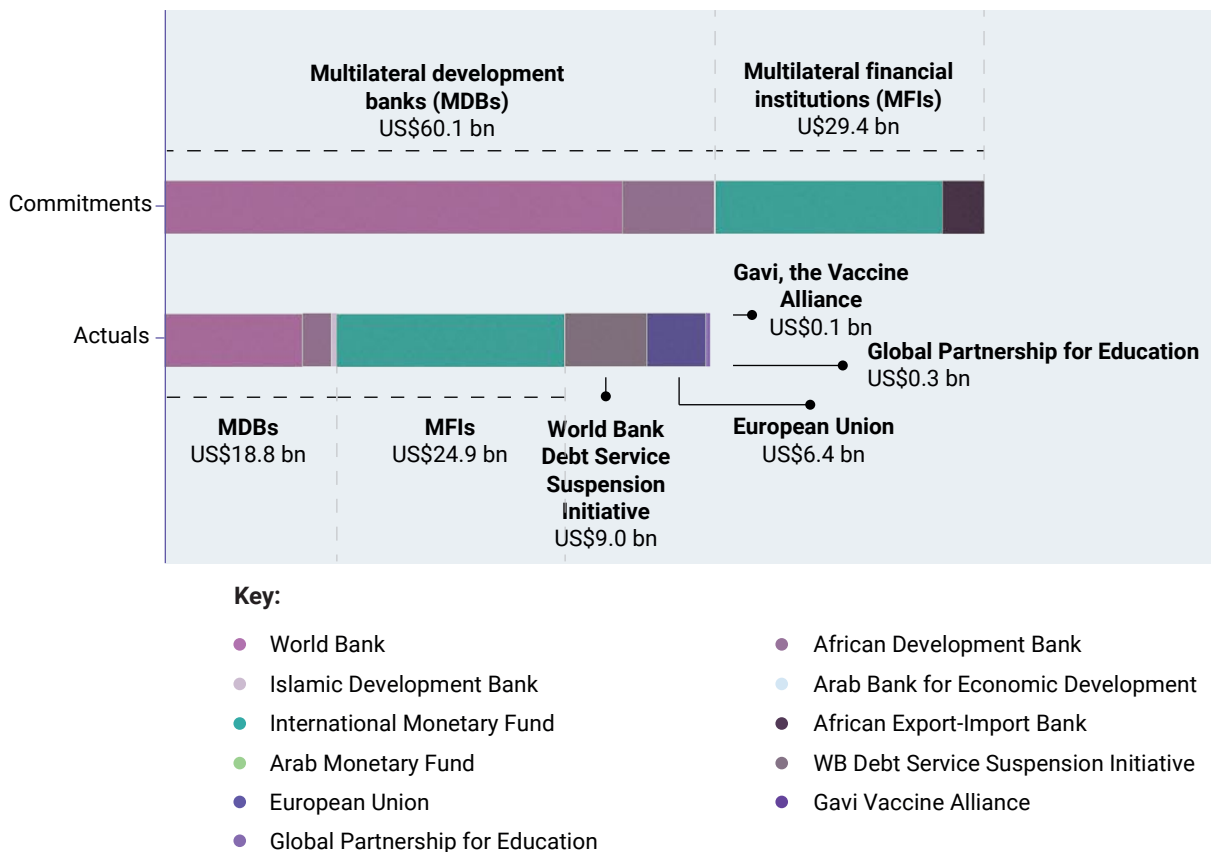 Multilateral development
banks (MDBs)
US$60.1 bn
Multilateral financial
institutions (MFIs)
U$29.4 bn
Commitments
Gavi, the Vaccine
Alliance
US$0.1 bn
Actuals
Global Partnership for Education
US$0.3 bn
MDBs
US$18.8 bn
MFIs
US$24.9 bn
World Bank
Debt Service
Suspension
Initiative
US$9.0 bn
European Union
US$6.4 bn
Key:
World Bank
Islamic Development Bank
International Monetary Fund
Arab Monetary Fund
European Union
Global Partnership for Education
African Development Bank
Arab Bank for Economic Development
African Export-Import Bank
WB Debt Service Suspension Initiative
Gavi Vaccine Alliance